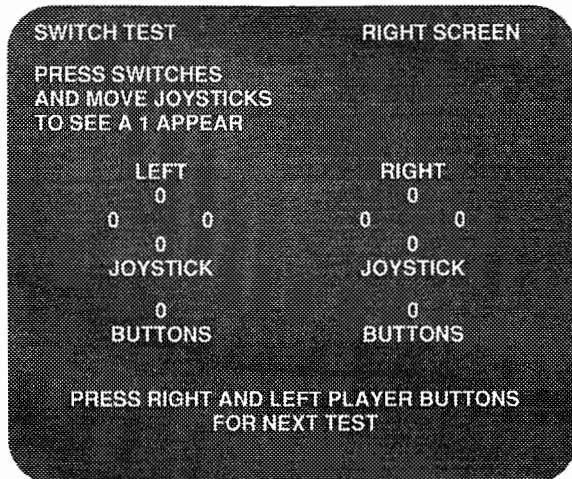 SWITCH TEST RIGHT SCREEN
PRESS SWITCHES
AND MOVE JOYSTICKS
TO SEE A 1 APPEAR
LEFT RIGHT
0 0
0 0 0 0
0 0
JOYSTICK JOYSTICK
0 0
BUTTONS BUTTONS
PRESS RIGHT AND LEFT PLAYER BUTTONS
FOR NEXT TEST